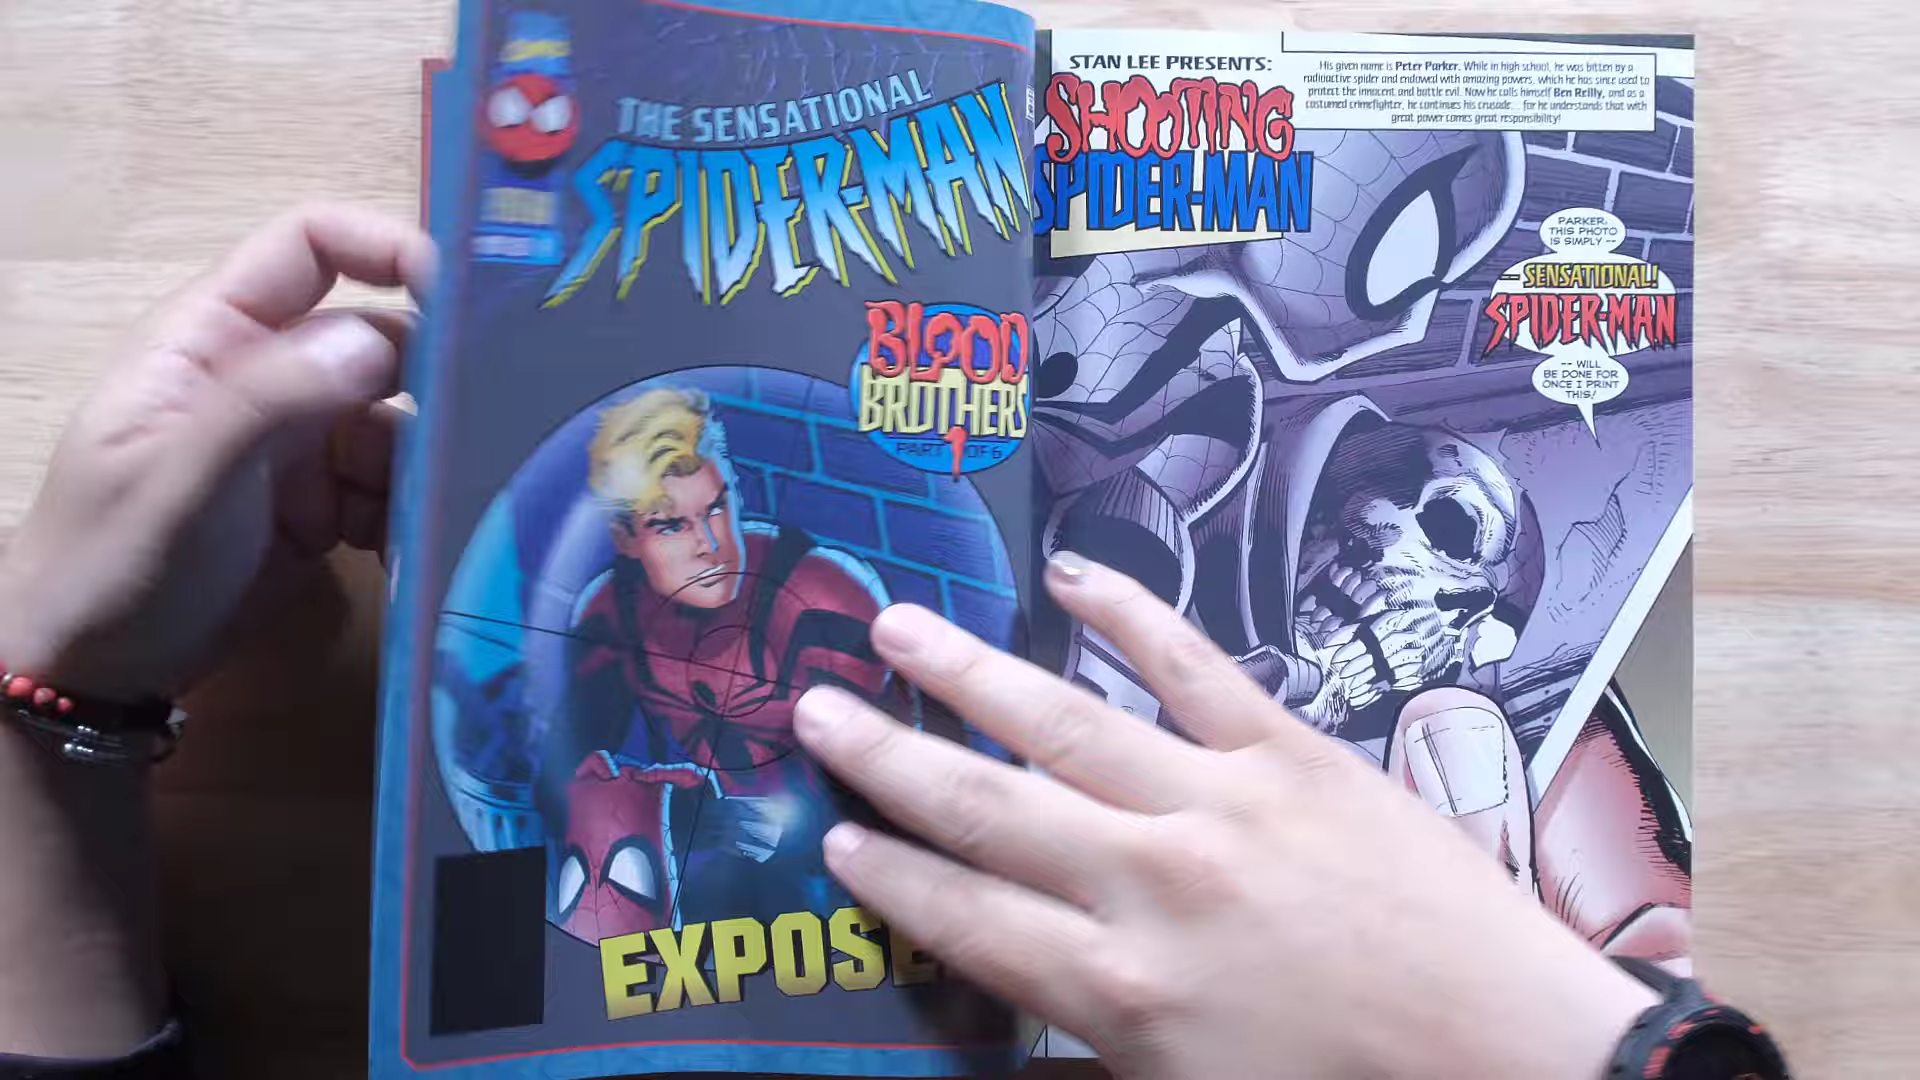 THE SENSATIONAL
SPIDER-MAN
BLOOD
BROTHERS
PART 1 OF 6
EXPOSE
STAN LEE PRESENTS:
SHOOTING
SPIDER-MAN
His given name is Peter Parker. While in high school, he was bitten by a
radioactive spider and endowed with amazing powers, which he has since used to
protect the innocent and battle evil. Now he calls himself Ben Reilly, and as a
costumed crimefighter, he continues his crusade... for he understands that with
great power comes great responsibility!
PARKER,
THIS PHOTO
IS SIMPLY --
-- SENSATIONAL!
SPIDER-MAN
-- WILL
BE DONE FOR
ONCE I PRINT
THIS!